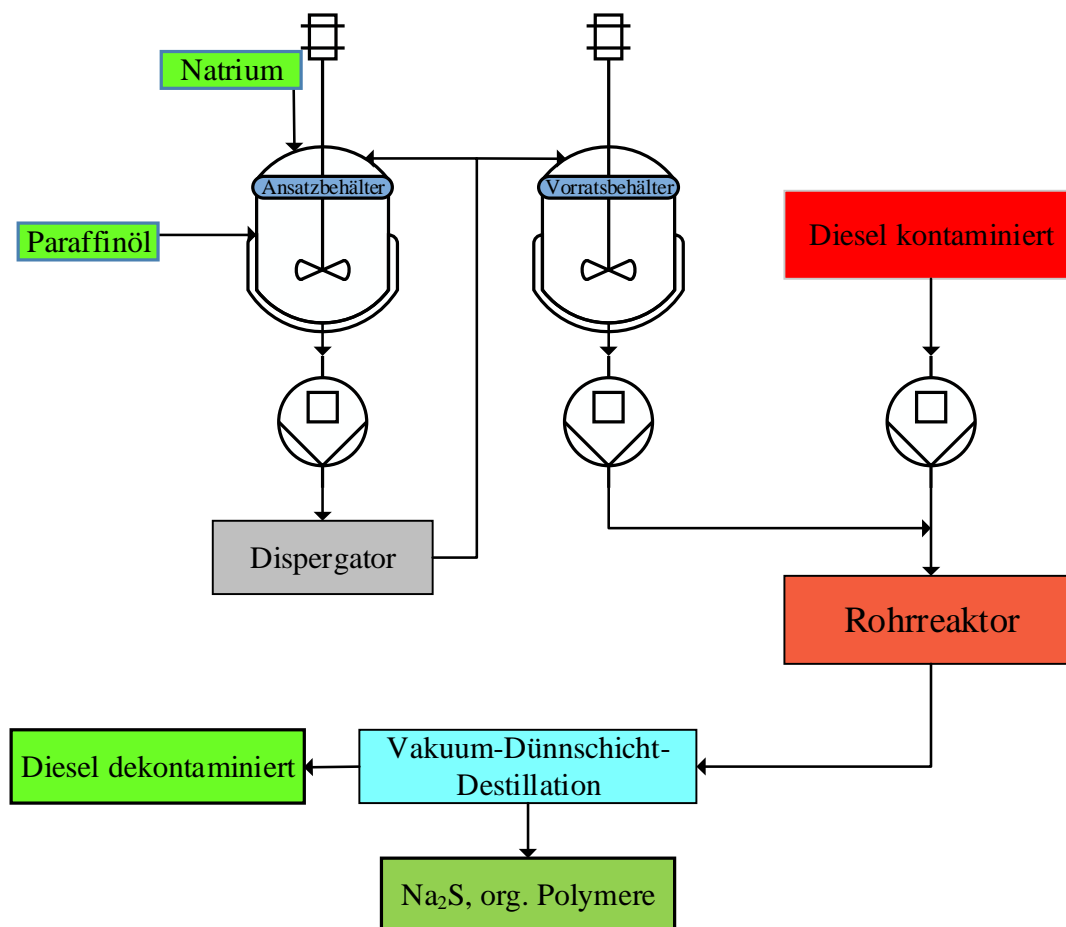 Natrium
Ansatzbehälter
Vorratsbehälter
Paraffinöl
Diesel kontaminiert
Dispergator
Rohrreaktor
Diesel dekontaminiert
Vakuum-Dünnschicht-
Destillation
Na₂S, org. Polymere